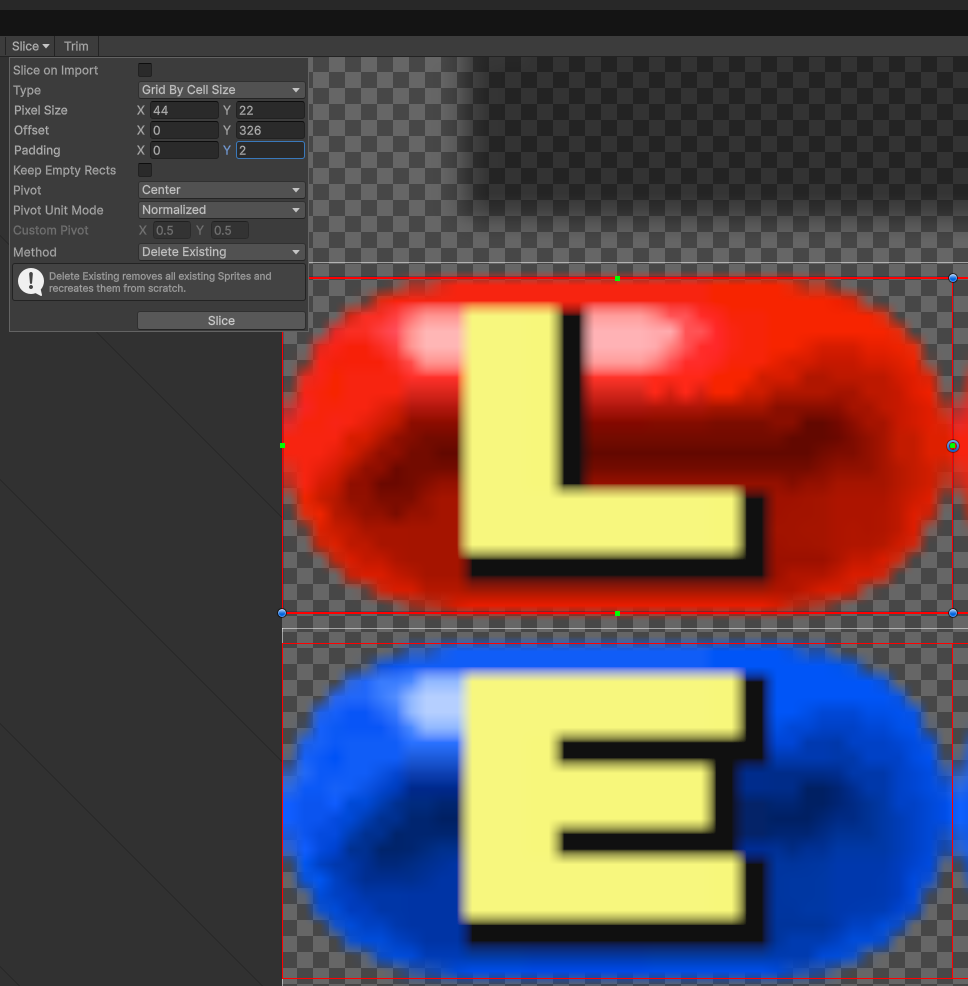 Slice Trim
Slice on Import
Type Grid By Cell Size
Pixel Size X 44 Y 22
Offset X 0 Y 326
Padding X 0 Y 2
Keep Empty Rects
Pivot Center
Pivot Unit Mode Normalized
Custom Pivot X 0.5 Y 0.5
Method Delete Existing
Delete Existing removes all existing Sprites and
recreates them from scratch.
Slice
L
E